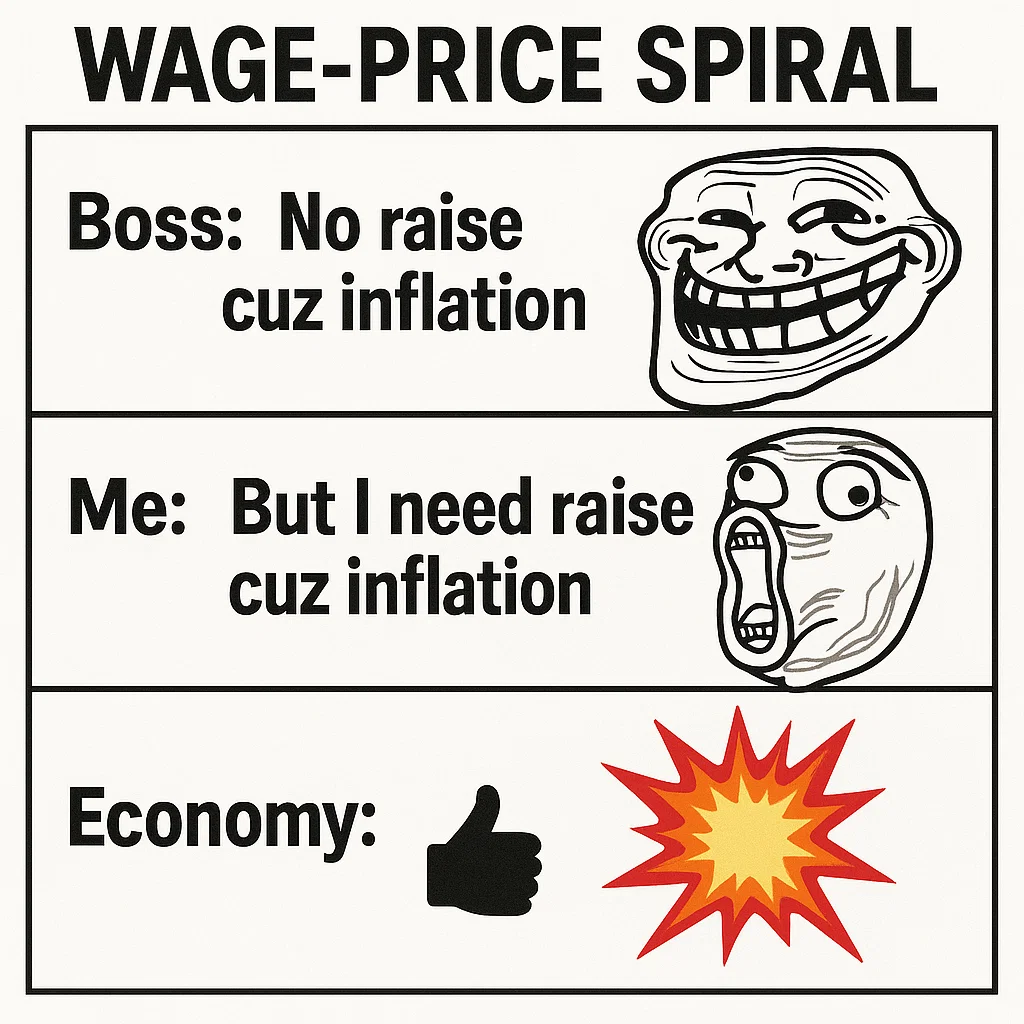 WAGE-PRICE SPIRAL
Boss: No raise
cuz inflation
Me: But I need raise
cuz inflation
Economy: